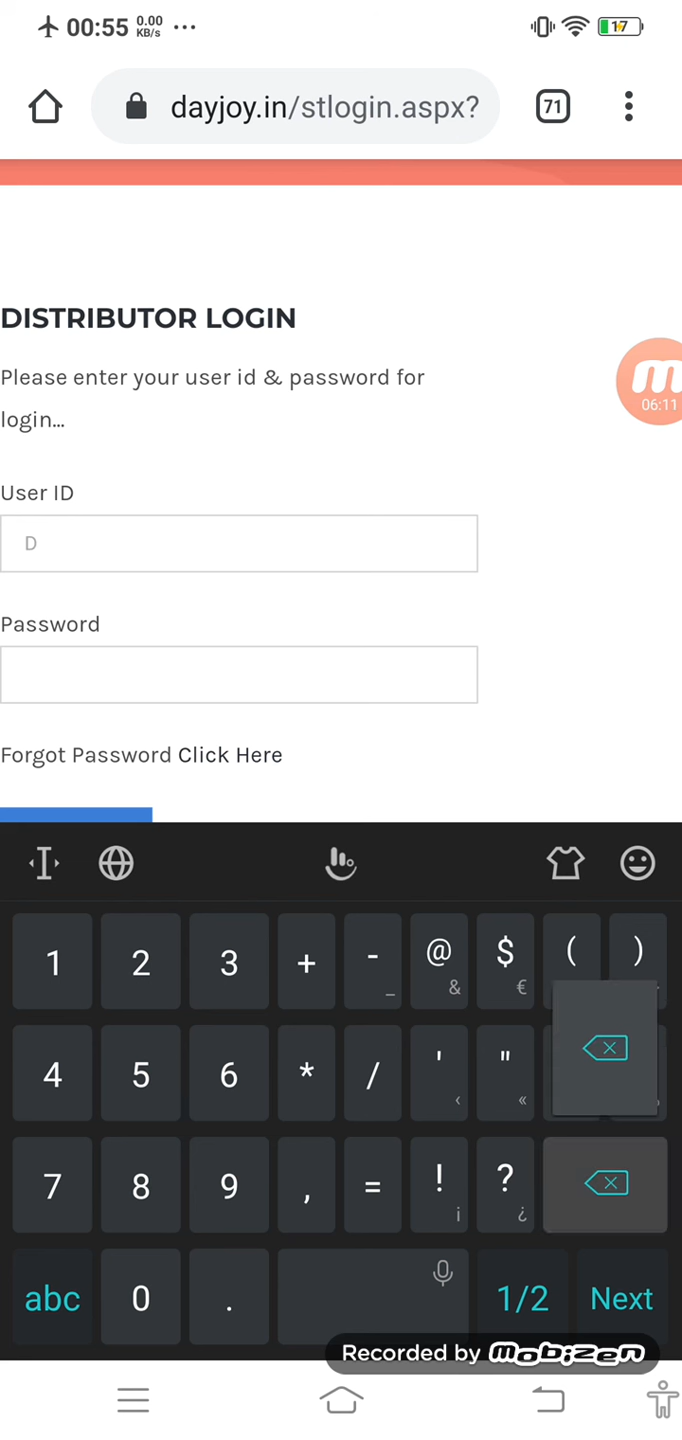 00:55 0.00 KB/s ... 17
dayjoy.in/stlogin.aspx? 71
DISTRIBUTOR LOGIN
Please enter your user id & password for
login...
06:11
User ID
D
Password
Forgot Password Click Here
1 2 3 + - _ @ & $ € ( )
4 5 6 * / ' ‹ " «
7 8 9 , = ! ¡ ? ¿
abc 0 . 1/2 Next
Recorded by mobizen